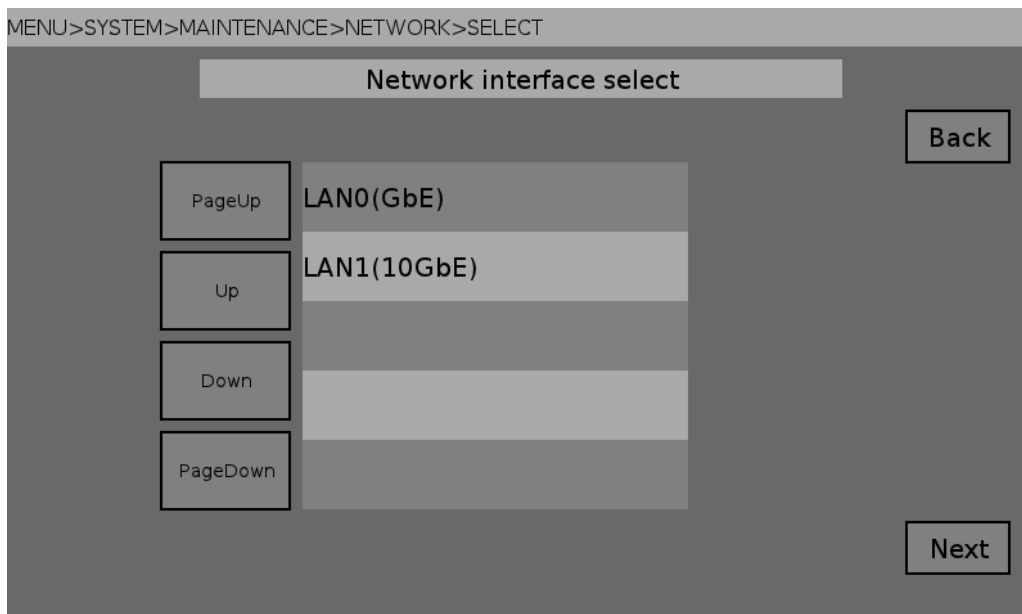 MENU>SYSTEM>MAINTENANCE>NETWORK>SELECT
Network interface select
Back
PageUp
LAN0(GbE)
LAN1(10GbE)
Up
Down
PageDown
Next